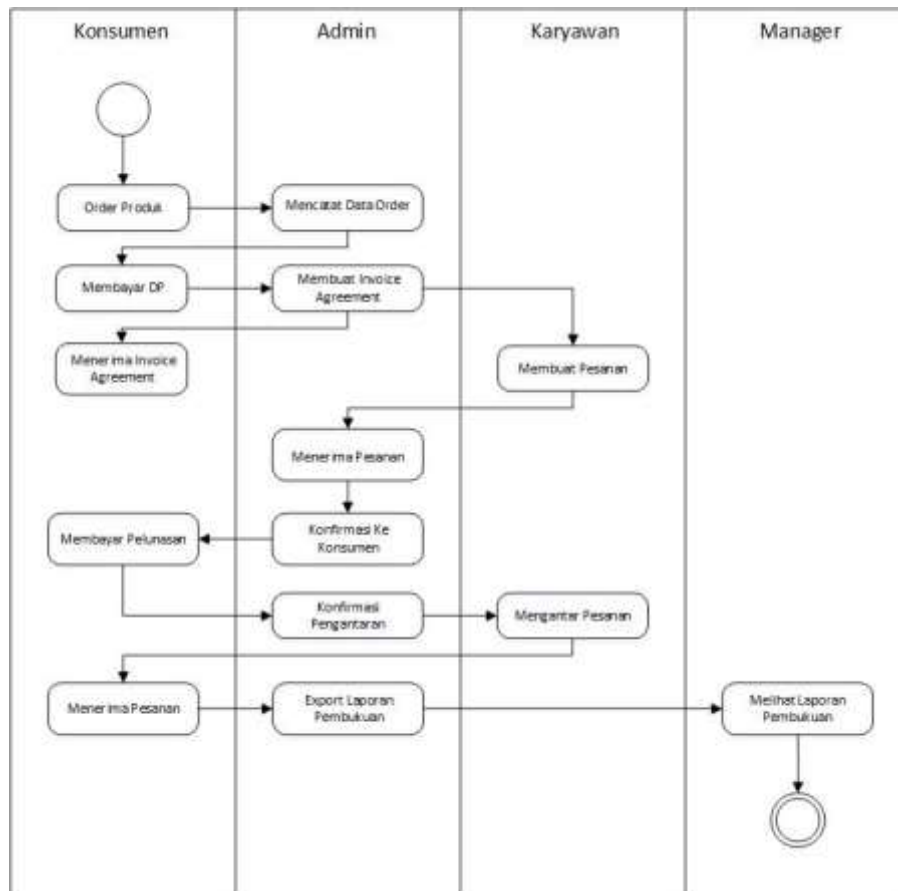 Konsumen
Admin
Karyawan
Manager
Order Produk
Mencatat Data Order
Membayar DP
Membuat Invoice
Agreement
Menerima Invoice
Agreement
Membuat Pesanan
Menerima Pesanan
Konfirmasi Ke
Konsumen
Membayar Pelunasan
Konfirmasi
Pengantaran
Mengantar Pesanan
Menerima Pesanan
Export Laporan
Pembukuan
Melihat Laporan
Pembukuan